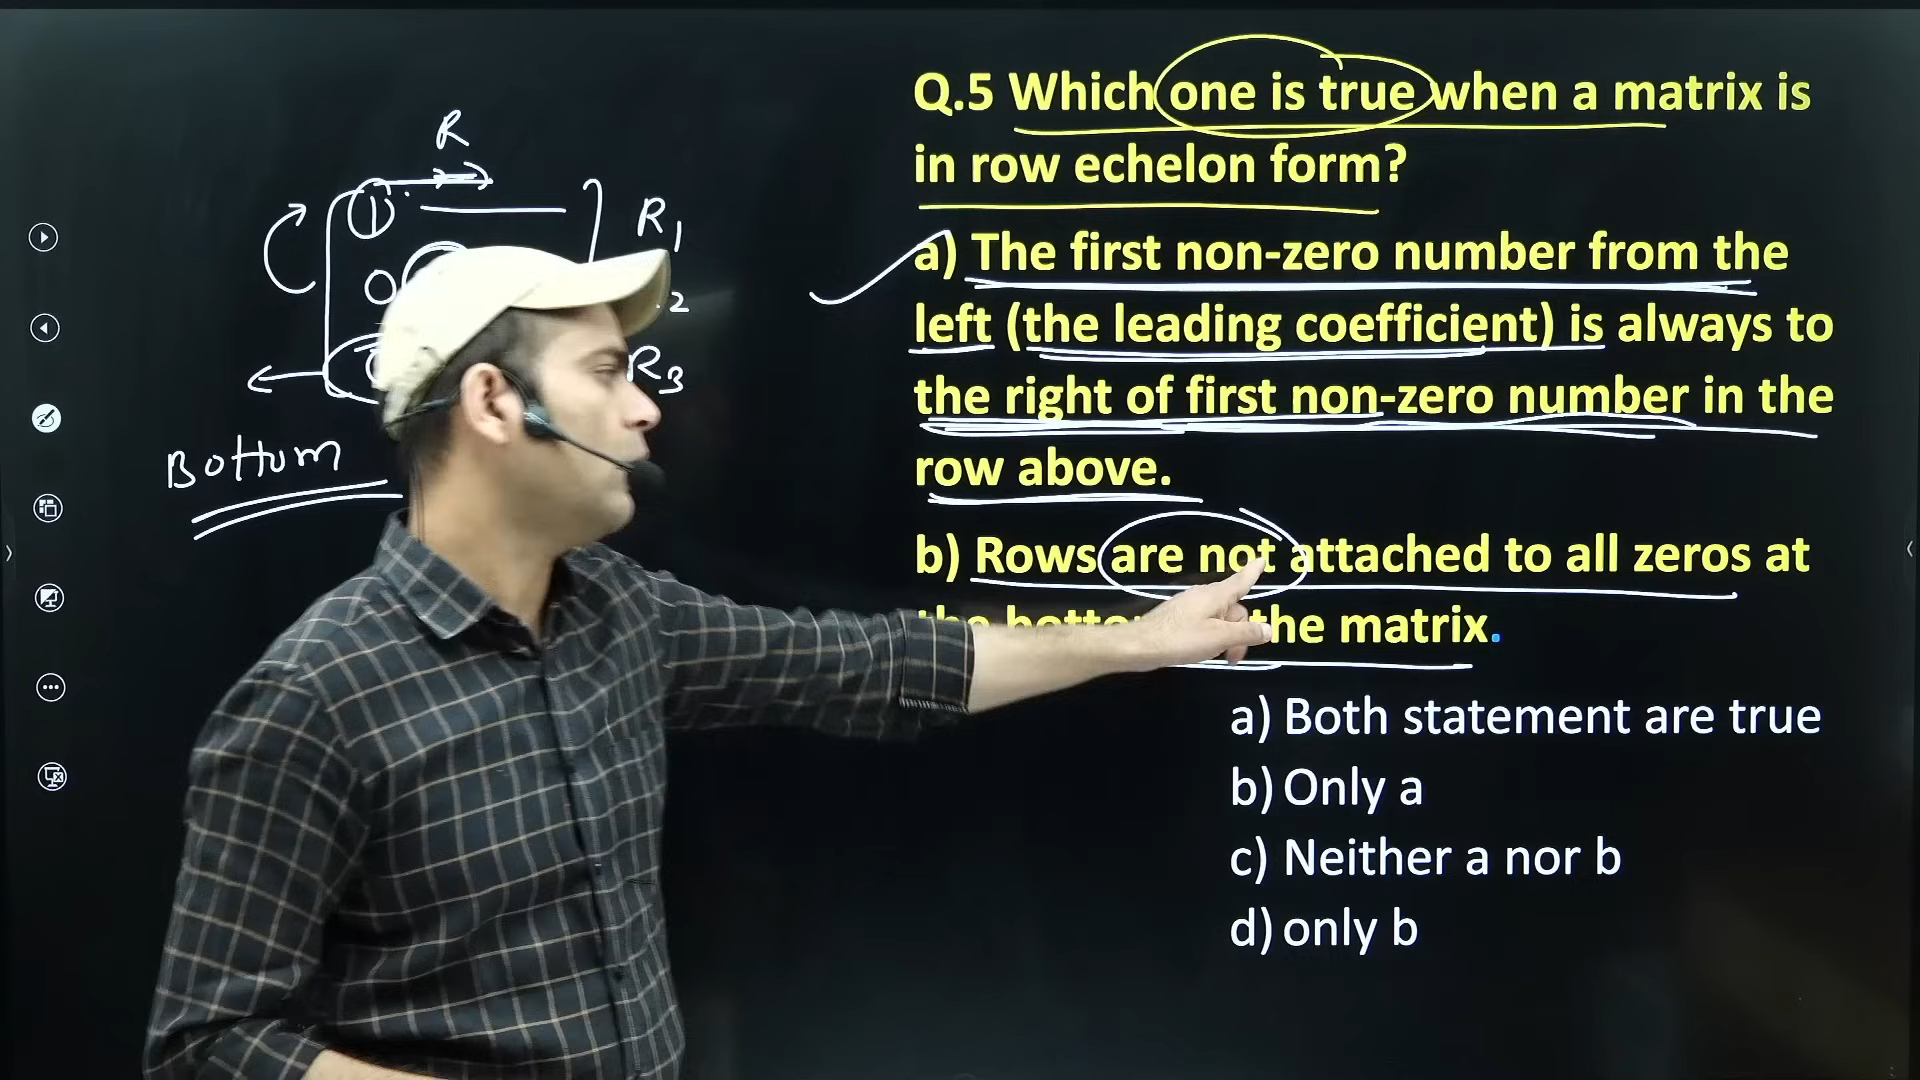 Q.5 Which one is true when a matrix is
in row echelon form?
a) The first non-zero number from the
left (the leading coefficient) is always to
the right of first non-zero number in the
row above.
b) Rows are not attached to all zeros at
the matrix.
a) Both statement are true
b) Only a
c) Neither a nor b
d) only b
R
1
R1
0
2
R3
Bottom